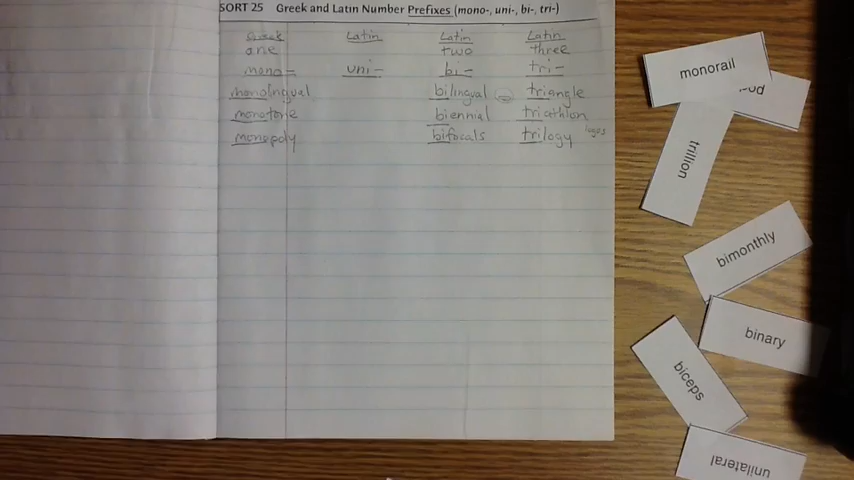 SORT 25 Greek and Latin Number Prefixes (mono-, uni-, bi-, tri-)
Greek Latin Latin Latin
one two three
mono- uni- bi- tri-
monolingual bilingual triangle
monotone biennial triathlon
monopoly bifocals trilogy logos
monorail
trillion
bimonthly
binary
biceps
unilateral